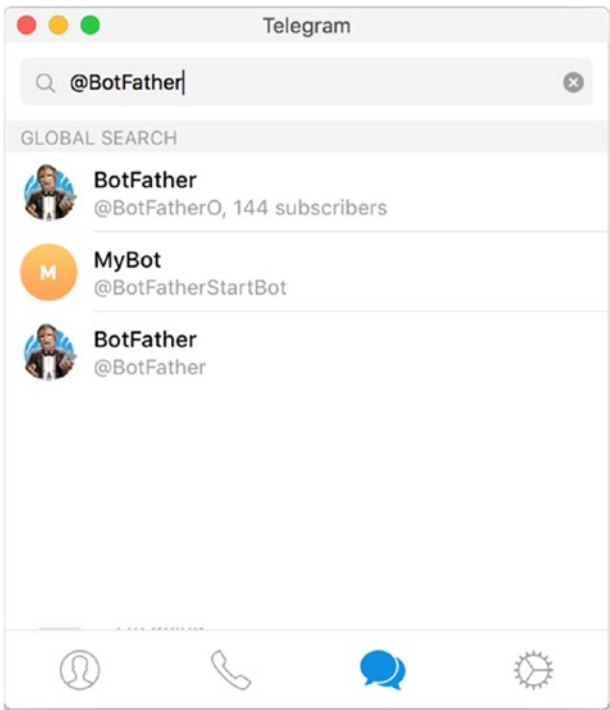 Telegram
@BotFather
GLOBAL SEARCH
BotFather
@BotFatherO, 144 subscribers
M
MyBot
@BotFatherStartBot
BotFather
@BotFather